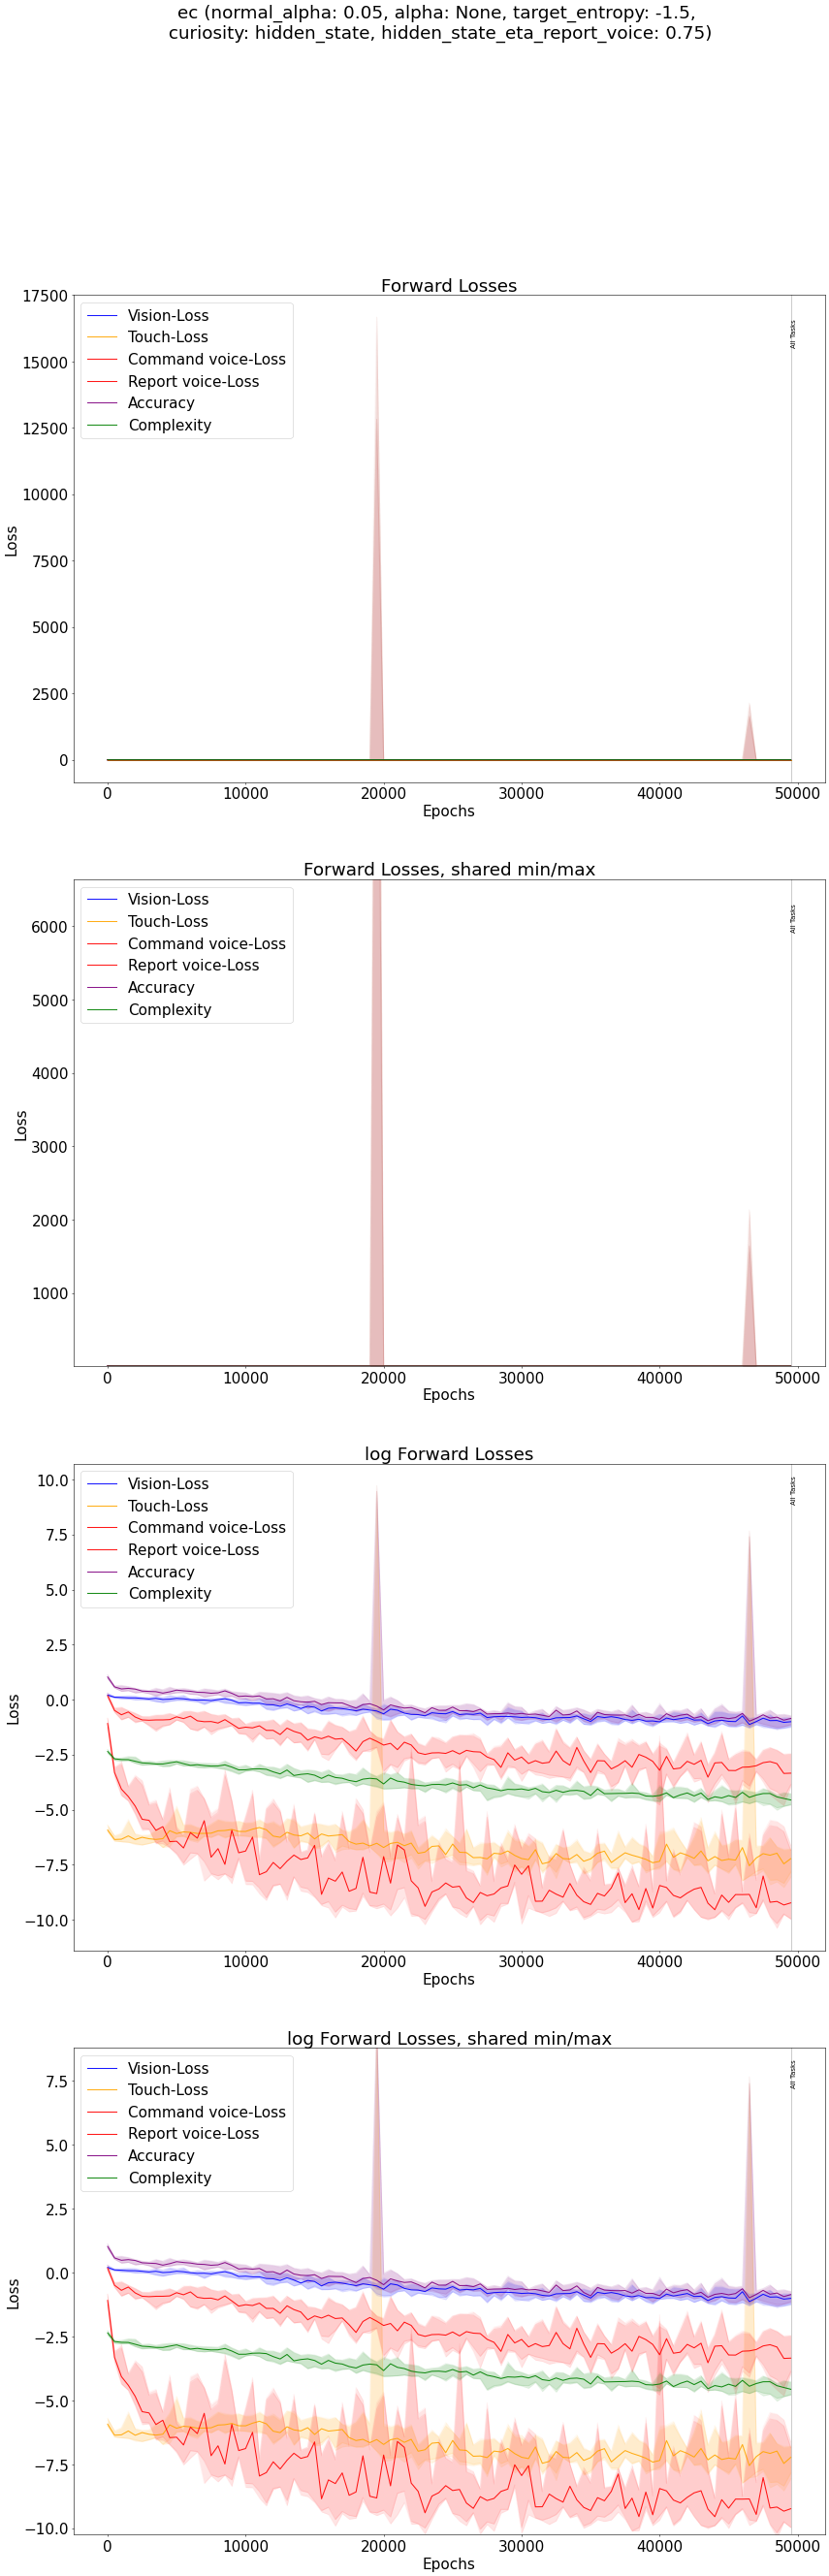 ec (normal_alpha: 0.05, alpha: None, target_entropy: -1.5,
curiosity: hidden_state, hidden_state_eta_report_voice: 0.75)
Forward Losses
17500
15000
12500
10000
7500
5000
2500
0
Loss
Vision-Loss
Touch-Loss
Command voice-Loss
Report voice-Loss
Accuracy
Complexity
All Tasks
0 10000 20000 30000 40000 50000
Epochs
Forward Losses, shared min/max
6000
5000
4000
3000
2000
1000
Loss
Vision-Loss
Touch-Loss
Command voice-Loss
Report voice-Loss
Accuracy
Complexity
All Tasks
0 10000 20000 30000 40000 50000
Epochs
log Forward Losses
10.0
7.5
5.0
2.5
0.0
−2.5
−5.0
−7.5
−10.0
Loss
Vision-Loss
Touch-Loss
Command voice-Loss
Report voice-Loss
Accuracy
Complexity
All Tasks
0 10000 20000 30000 40000 50000
Epochs
log Forward Losses, shared min/max
7.5
5.0
2.5
0.0
−2.5
−5.0
−7.5
−10.0
Loss
Vision-Loss
Touch-Loss
Command voice-Loss
Report voice-Loss
Accuracy
Complexity
All Tasks
0 10000 20000 30000 40000 50000
Epochs